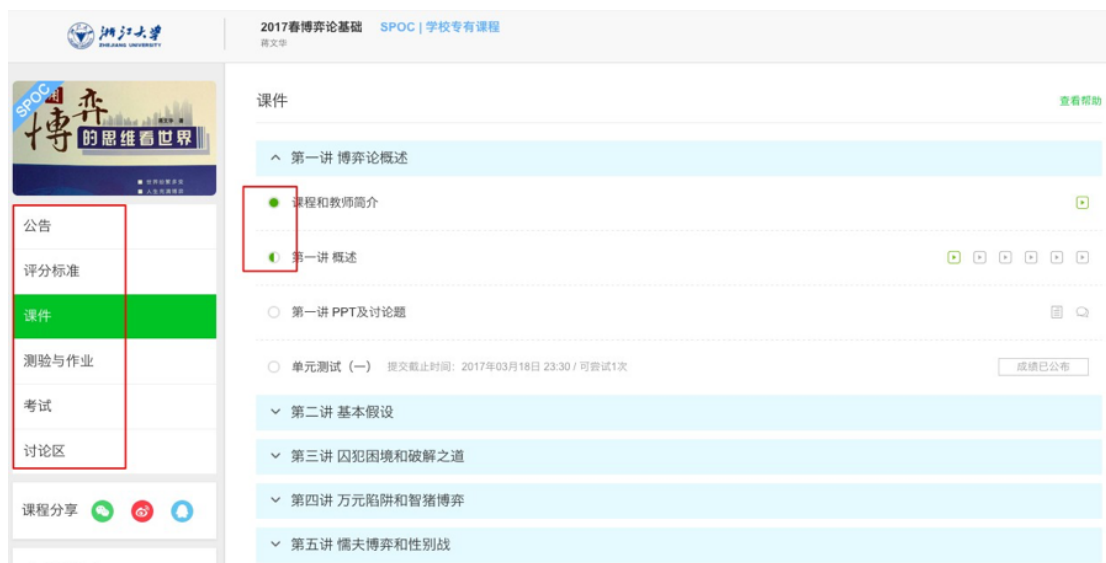 浙江大学
ZHEJIANG UNIVERSITY
2017春博弈论基础 SPOC | 学校专有课程
蒋文华
SPOC
用
博弈
的思维看世界
公告
评分标准
课件
测验与作业
考试
讨论区
课程分享
课件
查看帮助
第一讲 博弈论概述
课程和教师简介
第一讲 概述
第一讲 PPT及讨论题
单元测试（一） 提交截止时间：2017年03月18日 23:30 / 可尝试1次
成绩已公布
第二讲 基本假设
第三讲 囚犯困境和破解之道
第四讲 万元陷阱和智猪博弈
第五讲 懦夫博弈和性别战